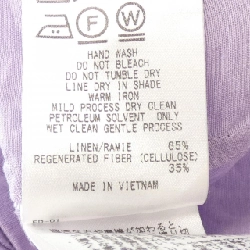 F W
HAND WASH
DO NOT BLEACH
DO NOT TUMBLE DRY
LINE DRY IN SHADE
WARM IRON
MILD PROCESS DRY CLEAN
PETROLEUM SOLVENT ONLY
WET CLEAN GENTLE PROCESS
LINEN/RAMIE 65%
REGENERATED FIBER (CELLULOSE)
35%
MADE IN VIETNAM